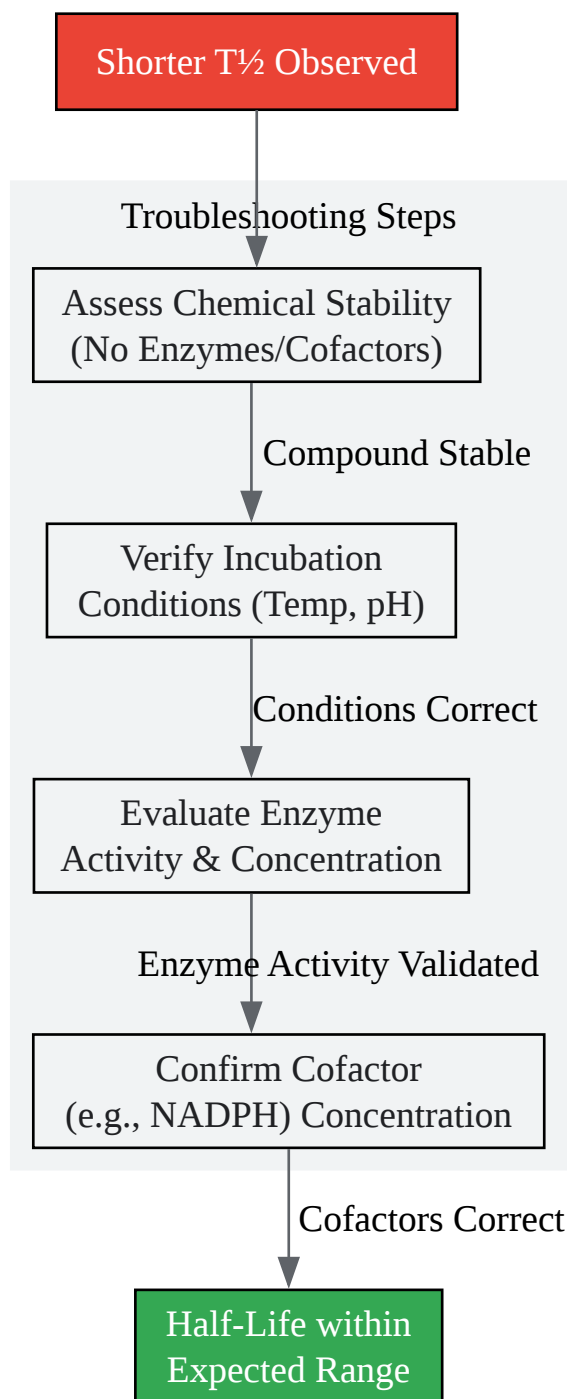 Shorter T½ Observed
Troubleshooting Steps
Assess Chemical Stability
(No Enzymes/Cofactors)
Compound Stable
Verify Incubation
Conditions (Temp, pH)
Conditions Correct
Evaluate Enzyme
Activity & Concentration
Enzyme Activity Validated
Confirm Cofactor
(e.g., NADPH) Concentration
Cofactors Correct
Half-Life within
Expected Range